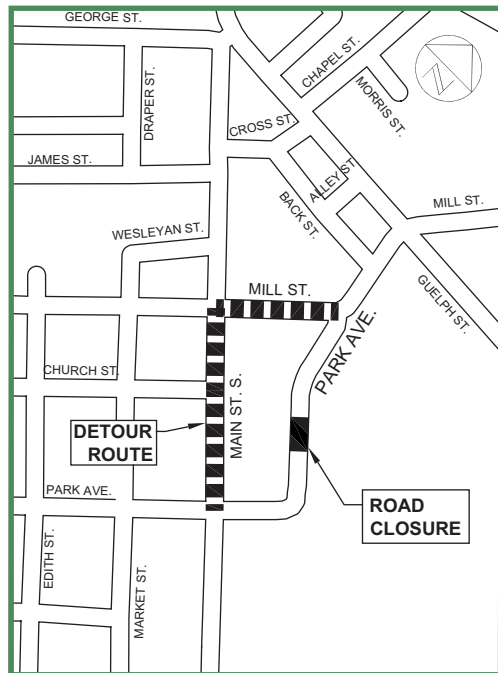 GEORGE ST.
CHAPEL ST.
DRAPER ST.
MORRIS ST.
CROSS ST.
JAMES ST.
ALLEY ST.
MILL ST.
BACK ST.
WESLEYAN ST.
GUELPH ST.
MILL ST.
PARK AVE.
CHURCH ST.
MAIN ST. S.
DETOUR
ROUTE
PARK AVE.
ROAD
CLOSURE
EDITH ST.
MARKET ST.